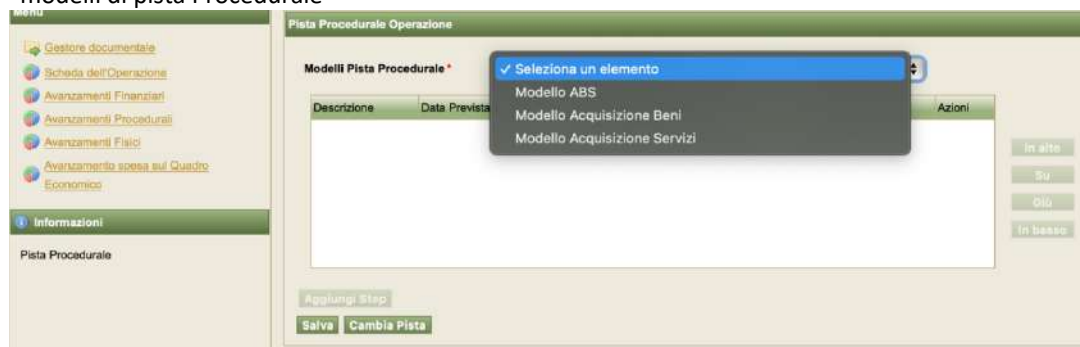 modelli di pista Procedurale
Menu
Gestore documentale
Scheda dell'Operazione
Avanzamenti Finanziari
Avanzamenti Procedurali
Avanzamenti Fisici
Avanzamento spesa sul Quadro
Economico
Informazioni
Pista Procedurale
Pista Procedurale Operazione
Modelli Pista Procedurale*
✓ Seleziona un elemento
Modello ABS
Modello Acquisizione Beni
Modello Acquisizione Servizi
Descrizione Data Prevista Azioni
In alto
Su
Giù
In basso
Aggiungi Step
Salva Cambia Pista